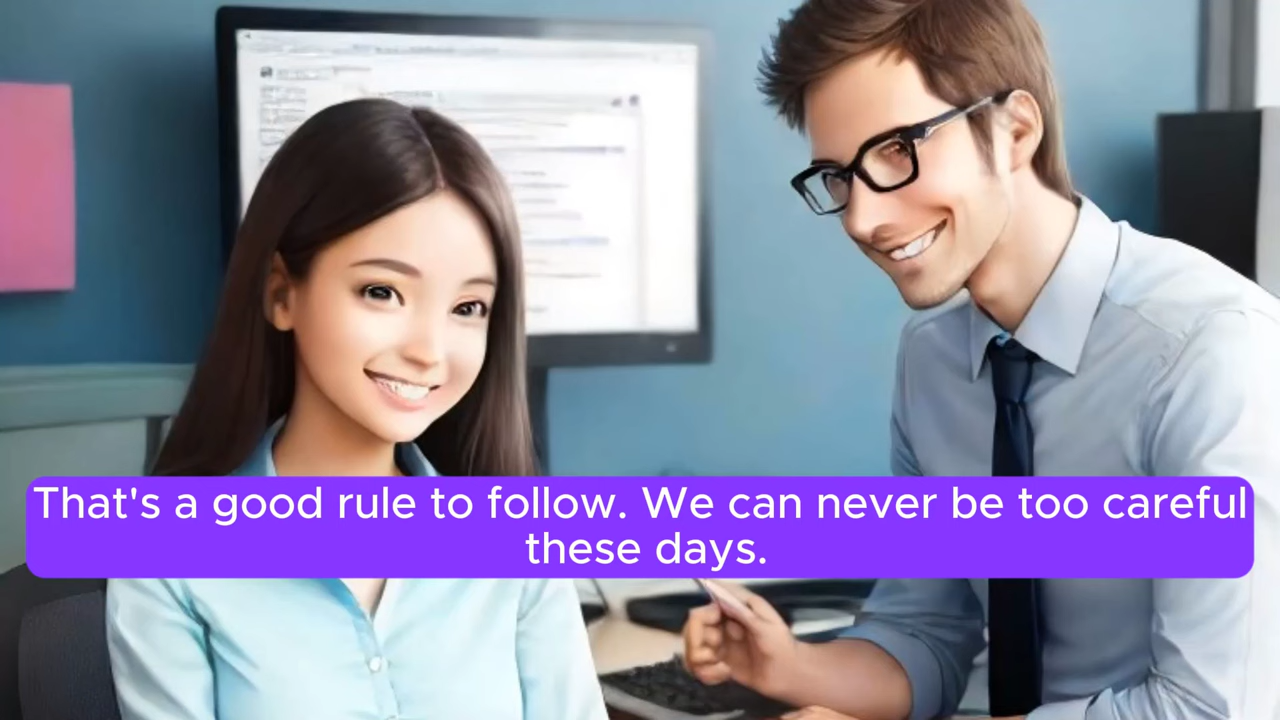 That's a good rule to follow. We can never be too careful
these days.